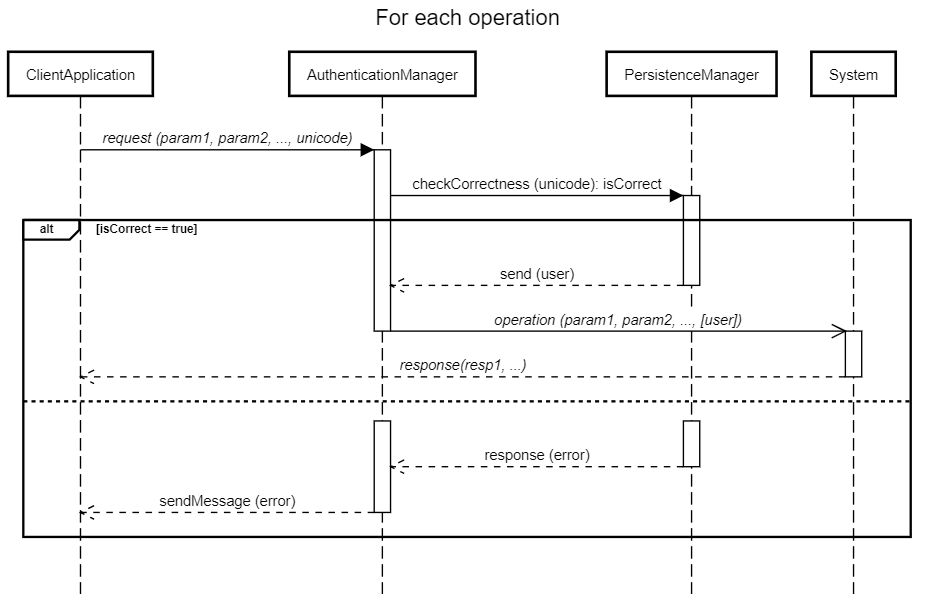 For each operation
ClientApplication
AuthenticationManager
PersistenceManager
System
request (param1, param2, ..., unicode)
checkCorrectness (unicode): isCorrect
alt
[isCorrect == true]
send (user)
operation (param1, param2, ..., [user])
response(resp1, ...)
response (error)
sendMessage (error)